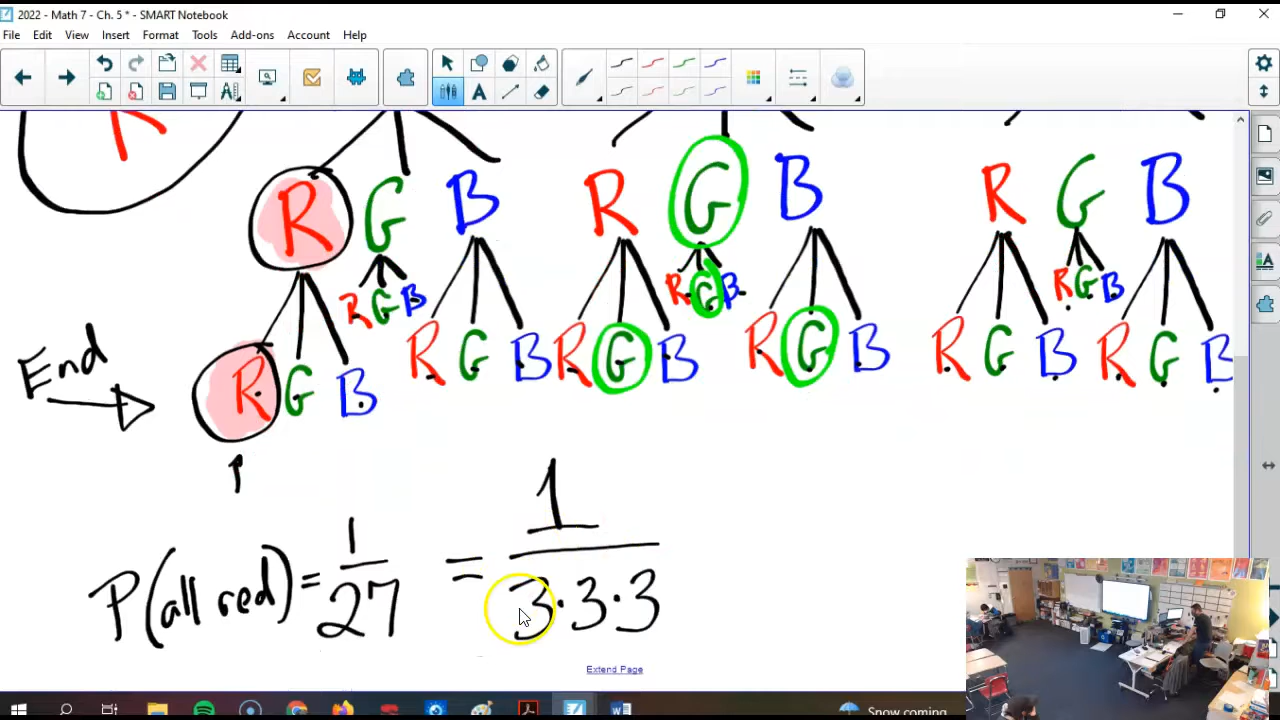 2022 - Math 7 - Ch. 5 * - SMART Notebook
File Edit View Insert Format Tools Add-ons Account Help
R
R G B R G B R G B
R G B R G B R G B
R G B R G B R G B R G B R G B R G B
End
P(all red) = 1/27 = 1/3·3·3
Extend Page
Snow coming